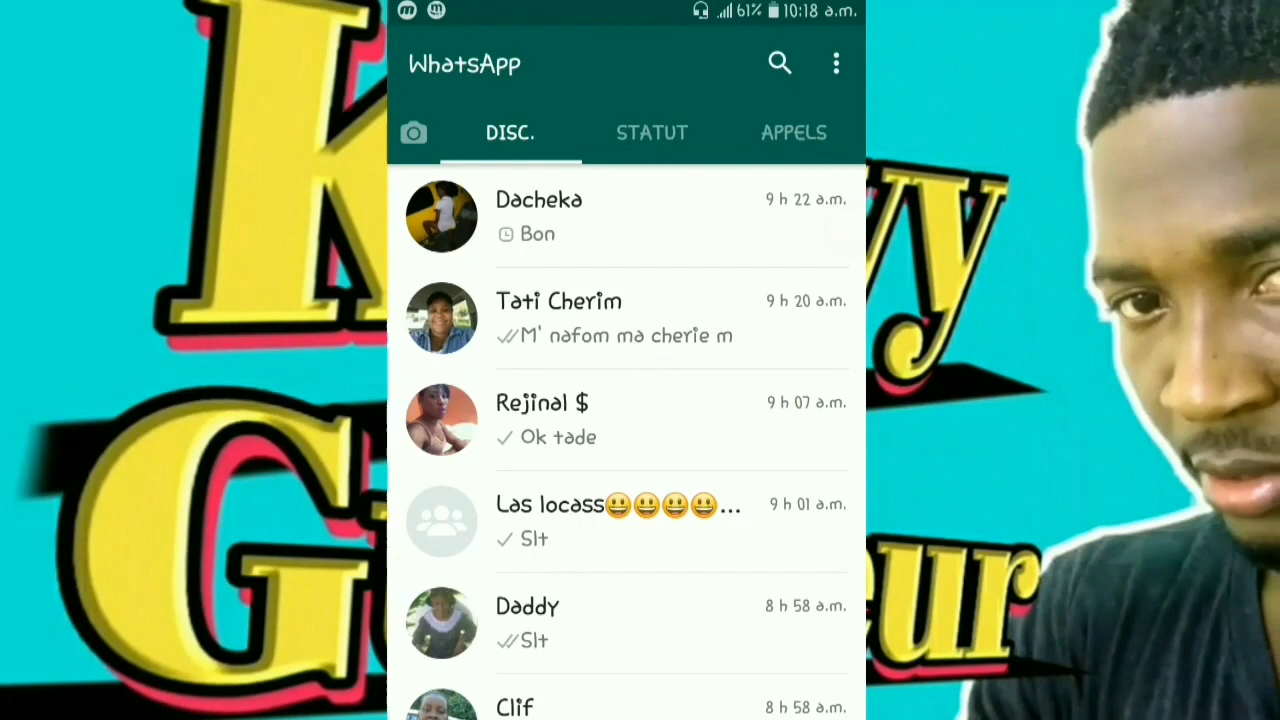 61% 10:18 a.m.
WhatsApp
DISC. STATUT APPELS
Dacheka 9 h 22 a.m.
Bon
Tati Cherim 9 h 20 a.m.
M' nafom ma cherie m
Rejinal $ 9 h 07 a.m.
Ok tade
Las locass😀😀😀😀... 9 h 01 a.m.
Slt
Daddy 8 h 58 a.m.
Slt
Clif 8 h 58 a.m.